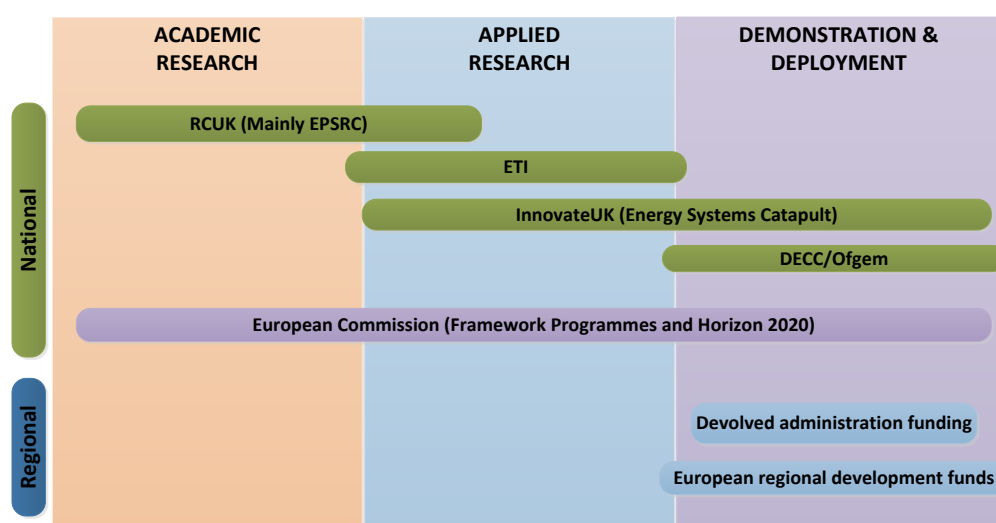 ACADEMIC
RESEARCH
APPLIED
RESEARCH
DEMONSTRATION &
DEPLOYMENT
National
RCUK (Mainly EPSRC)
ETI
InnovateUK (Energy Systems Catapult)
DECC/Ofgem
European Commission (Framework Programmes and Horizon 2020)
Regional
Devolved administration funding
European regional development funds